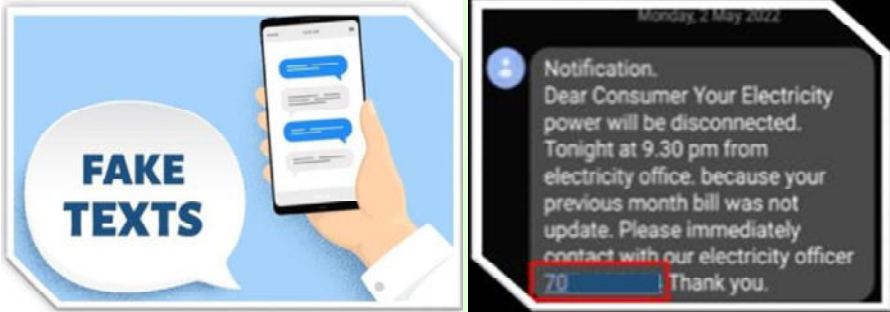 FAKE
TEXTS
Monday, 2 May 2022
Notification.
Dear Consumer Your Electricity
power will be disconnected.
Tonight at 9.30 pm from
electricity office. because your
previous month bill was not
update. Please immediately
contact with our electricity officer
70 Thank you.